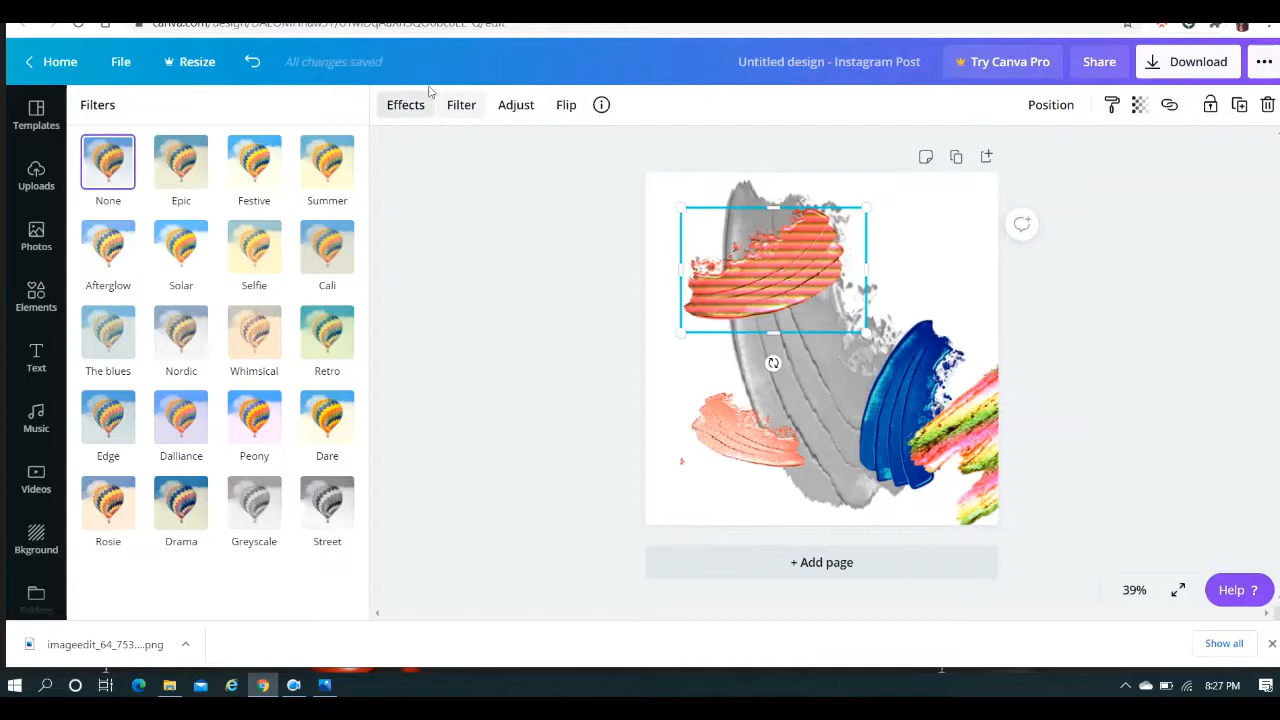 Home
File
Resize
All changes saved
Untitled design - Instagram Post
Try Canva Pro
Share
Download
Filters
Effects
Filter
Adjust
Flip
Position
Templates
Uploads
Photos
Elements
Text
Music
Videos
Bkground
Folders
None
Epic
Festive
Summer
Afterglow
Solar
Selfie
Cali
The blues
Nordic
Whimsical
Retro
Edge
Dalliance
Peony
Dare
Rosie
Drama
Greyscale
Street
+ Add page
39%
Help ?
imageedit_64_753....png
Show all
8:27 PM